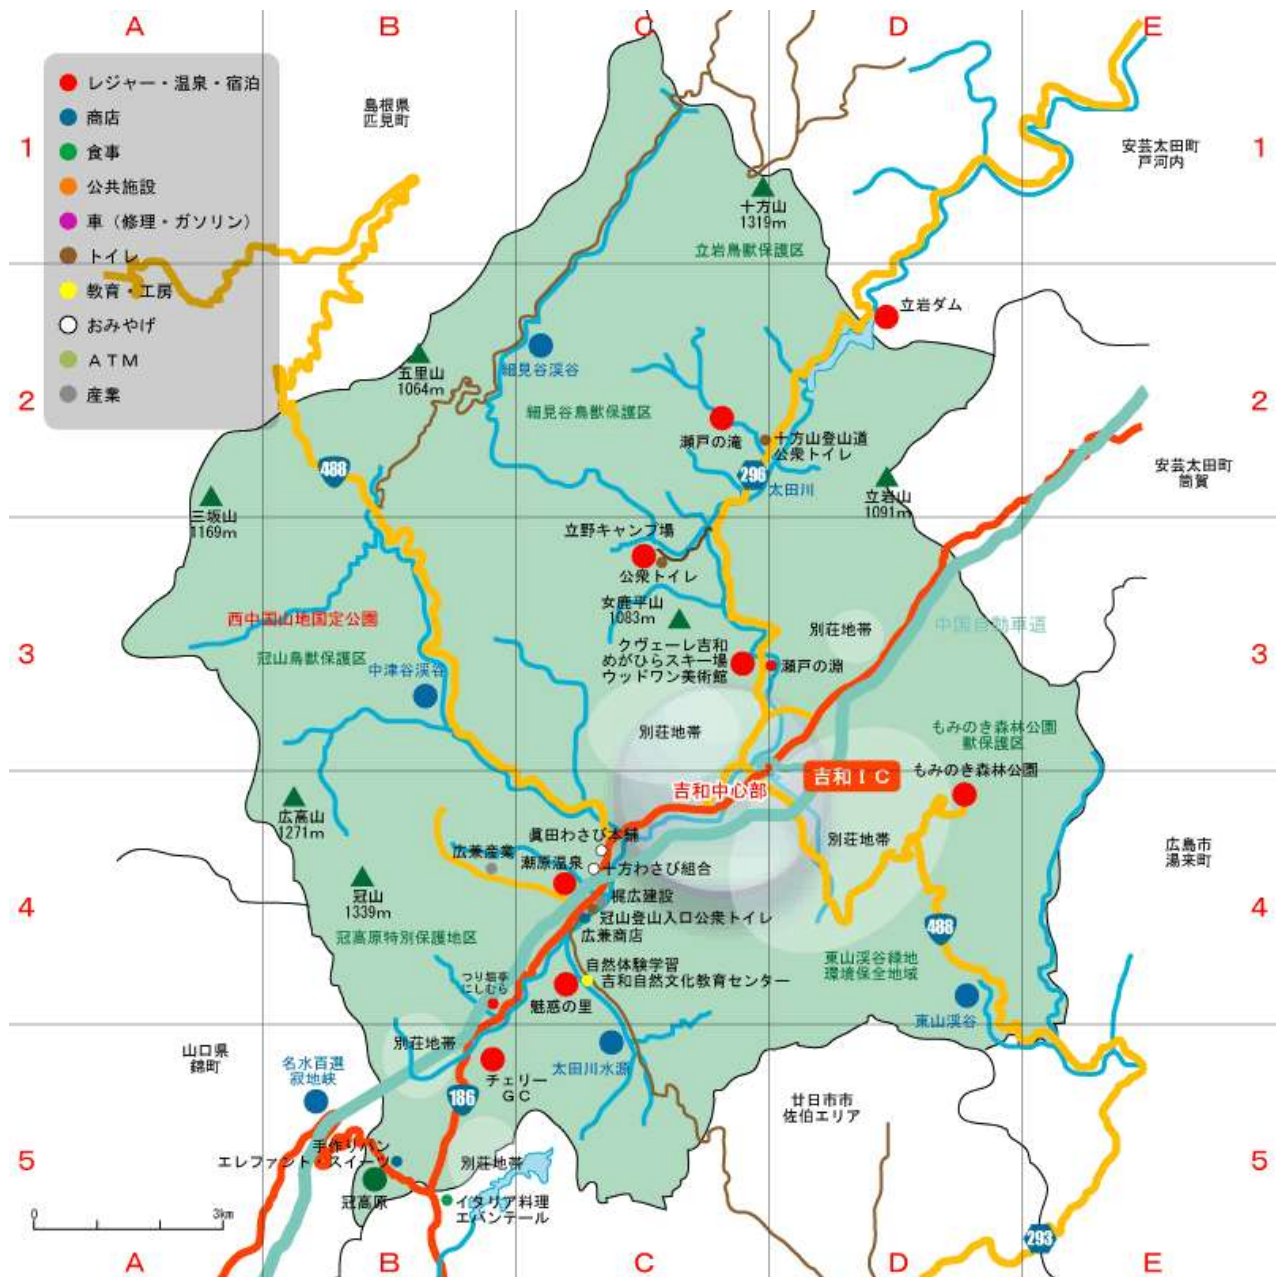 A
B
C
D
E
レジャー・温泉・宿泊
商店
食事
公共施設
車（修理・ガソリン）
トイレ
教育・工房
おみやげ
ＡＴＭ
産業
1
1
島根県
匹見町
安芸太田町
戸河内
十方山
1319m
立岩鳥獣保護区
立岩ダム
五里山
1064m
細見谷渓谷
細見谷鳥獣保護区
2
2
瀬戸の滝
十方山登山道
公衆トイレ
488
296
太田川
立岩山
1091m
安芸太田町
筒賀
三坂山
1169m
立野キャンプ場
公衆トイレ
女鹿平山
1083m
西中国山地国定公園
冠山鳥獣保護区
中津谷渓谷
クヴェーレ吉和
めがひらスキー場
ウッドワン美術館
瀬戸の淵
別荘地帯
中国自動車道
3
3
別荘地帯
もみのき森林公園
獣保護区
もみのき森林公園
吉和ＩＣ
吉和中心部
広高山
1271m
眞田わさび本舗
広兼産業
潮原温泉
十方わさび組合
別荘地帯
広島市
湯来町
冠山
1339m
梶広建設
冠山登山入口公衆トイレ
広兼商店
4
4
488
冠高原特別保護地区
東山渓谷緑地
環境保全地域
自然体験学習
吉和自然文化教育センター
つり堀亭
にしむら
魅惑の里
東山渓谷
山口県
錦町
別荘地帯
名水百選
寂地峡
太田川水源
チェリー
ＧＣ
186
廿日市市
佐伯エリア
手作りパン
エレファント・スイーツ
別荘地帯
5
5
冠高原
イタリア料理
エバンテール
293
0
3km
A
B
C
D
E